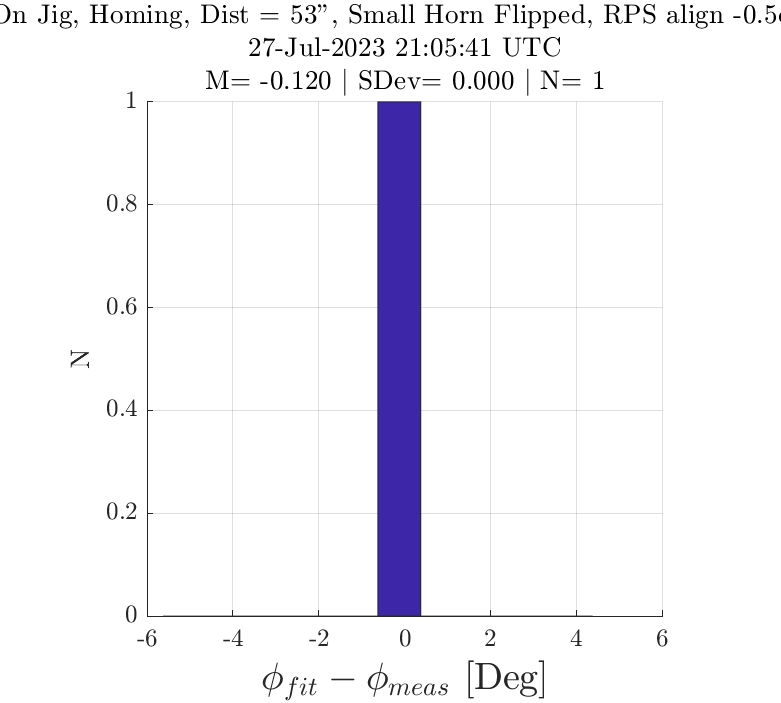 On Jig, Homing, Dist = 53”, Small Horn Flipped, RPS align -0.5
27-Jul-2023 21:05:41 UTC
M= -0.120 | SDev= 0.000 | N= 1
1
0.8
0.6
0.4
0.2
0
N
-6 -4 -2 0 2 4 6
ϕ_fit − ϕ_meas [Deg]